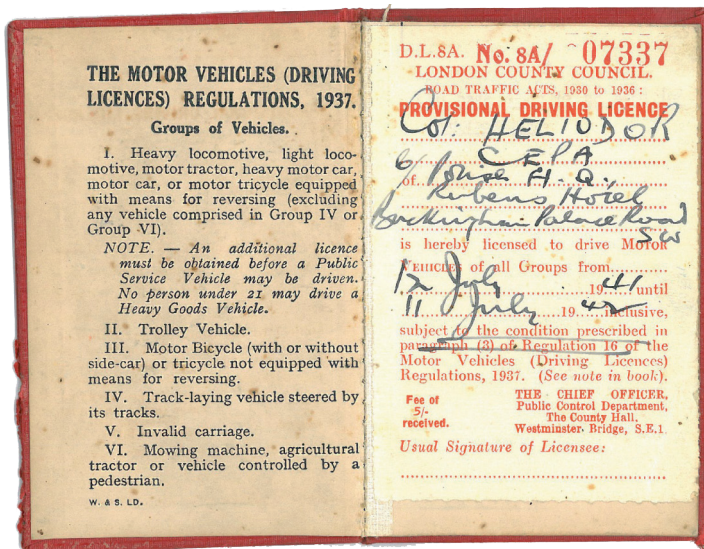 THE MOTOR VEHICLES (DRIVING
LICENCES) REGULATIONS, 1937.
Groups of Vehicles.
I. Heavy locomotive, light loco-
motive, motor tractor, heavy motor car,
motor car, or motor tricycle equipped
with means for reversing (excluding
any vehicle comprised in Group IV or
Group VI).
NOTE. — An additional licence
must be obtained before a Public
Service Vehicle may be driven.
No person under 21 may drive a
Heavy Goods Vehicle.
II. Trolley Vehicle.
III. Motor Bicycle (with or without
side-car) or tricycle not equipped with
means for reversing.
IV. Track-laying vehicle steered by
its tracks.
V. Invalid carriage.
VI. Mowing machine, agricultural
tractor or vehicle controlled by a
pedestrian.
W. & S. LD.
D.L.8A. No. 8A/ 07337
LONDON COUNTY COUNCIL.
ROAD TRAFFIC ACTS, 1930 to 1936:
PROVISIONAL DRIVING LICENCE
Col: HELIODOR
CEPA
of Polish H.Q.,
Rubens Hotel
Buckingham Palace Road
SW
is hereby licensed to drive Motor
Vehicles of all Groups from
12 July 1941 until
11 July 1942 inclusive,
subject to the condition prescribed in
paragraph (3) of Regulation 16 of the
Motor Vehicles (Driving Licences)
Regulations, 1937. (See note in book).
Fee of
5/-
received.
THE CHIEF OFFICER,
Public Control Department,
The County Hall,
Westminster Bridge, S.E.1
Usual Signature of Licensee: